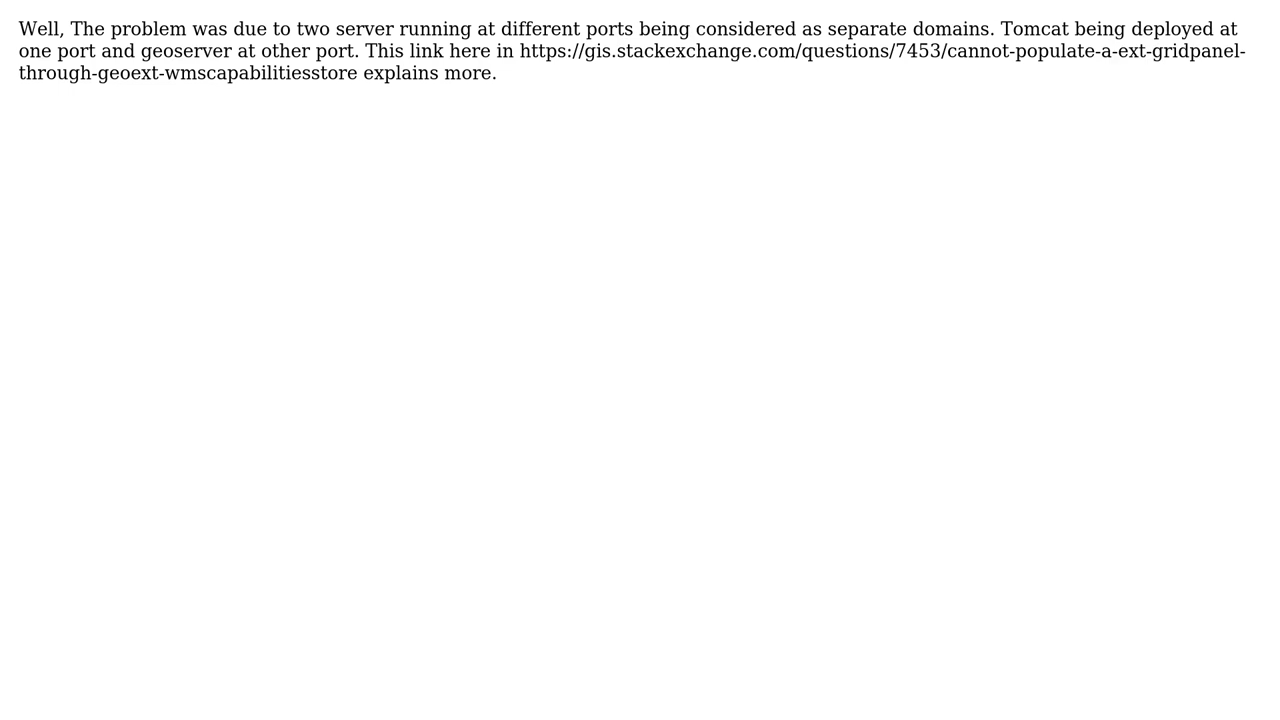 Well, The problem was due to two server running at different ports being considered as separate domains. Tomcat being deployed at
one port and geoserver at other port. This link here in https://gis.stackexchange.com/questions/7453/cannot-populate-a-ext-gridpanel-
through-geoext-wmscapabilitiesstore explains more.